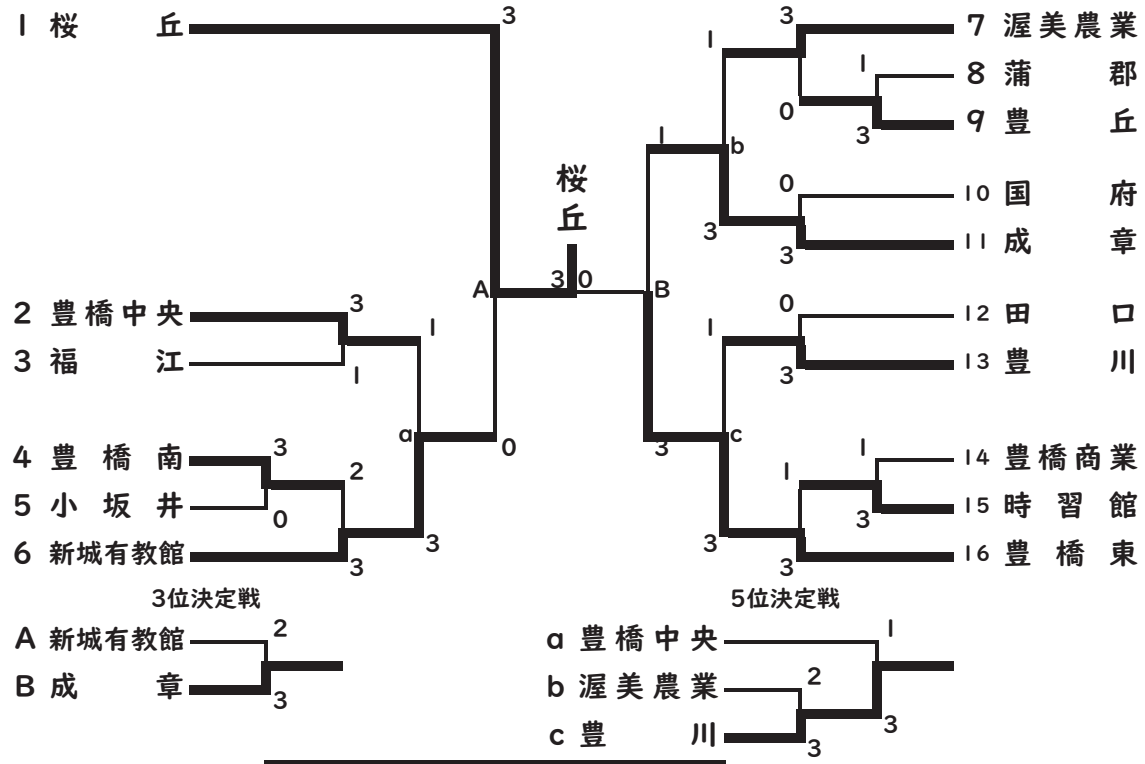 1 桜 丘 3 3 7 渥美農業
1 1 8 蒲 郡
0 3 9 豊 丘
1 b
桜丘
0 10 国 府
3 3 11 成 章
A 3 0 B
2 豊橋中央 3 1 0 12 田 口
3 福 江 1 1 3 13 豊 川
a 0 3 c
4 豊橋南 3 2 1 1 14 豊橋商業
5 小坂井 0 3 15 時習館
6 新城有教館 3 3 3 3 16 豊橋東
3位決定戦 5位決定戦
A 新城有教館 2 a 豊橋中央 1
B 成 章 3 b 渥美農業 2 3
c 豊 川 3